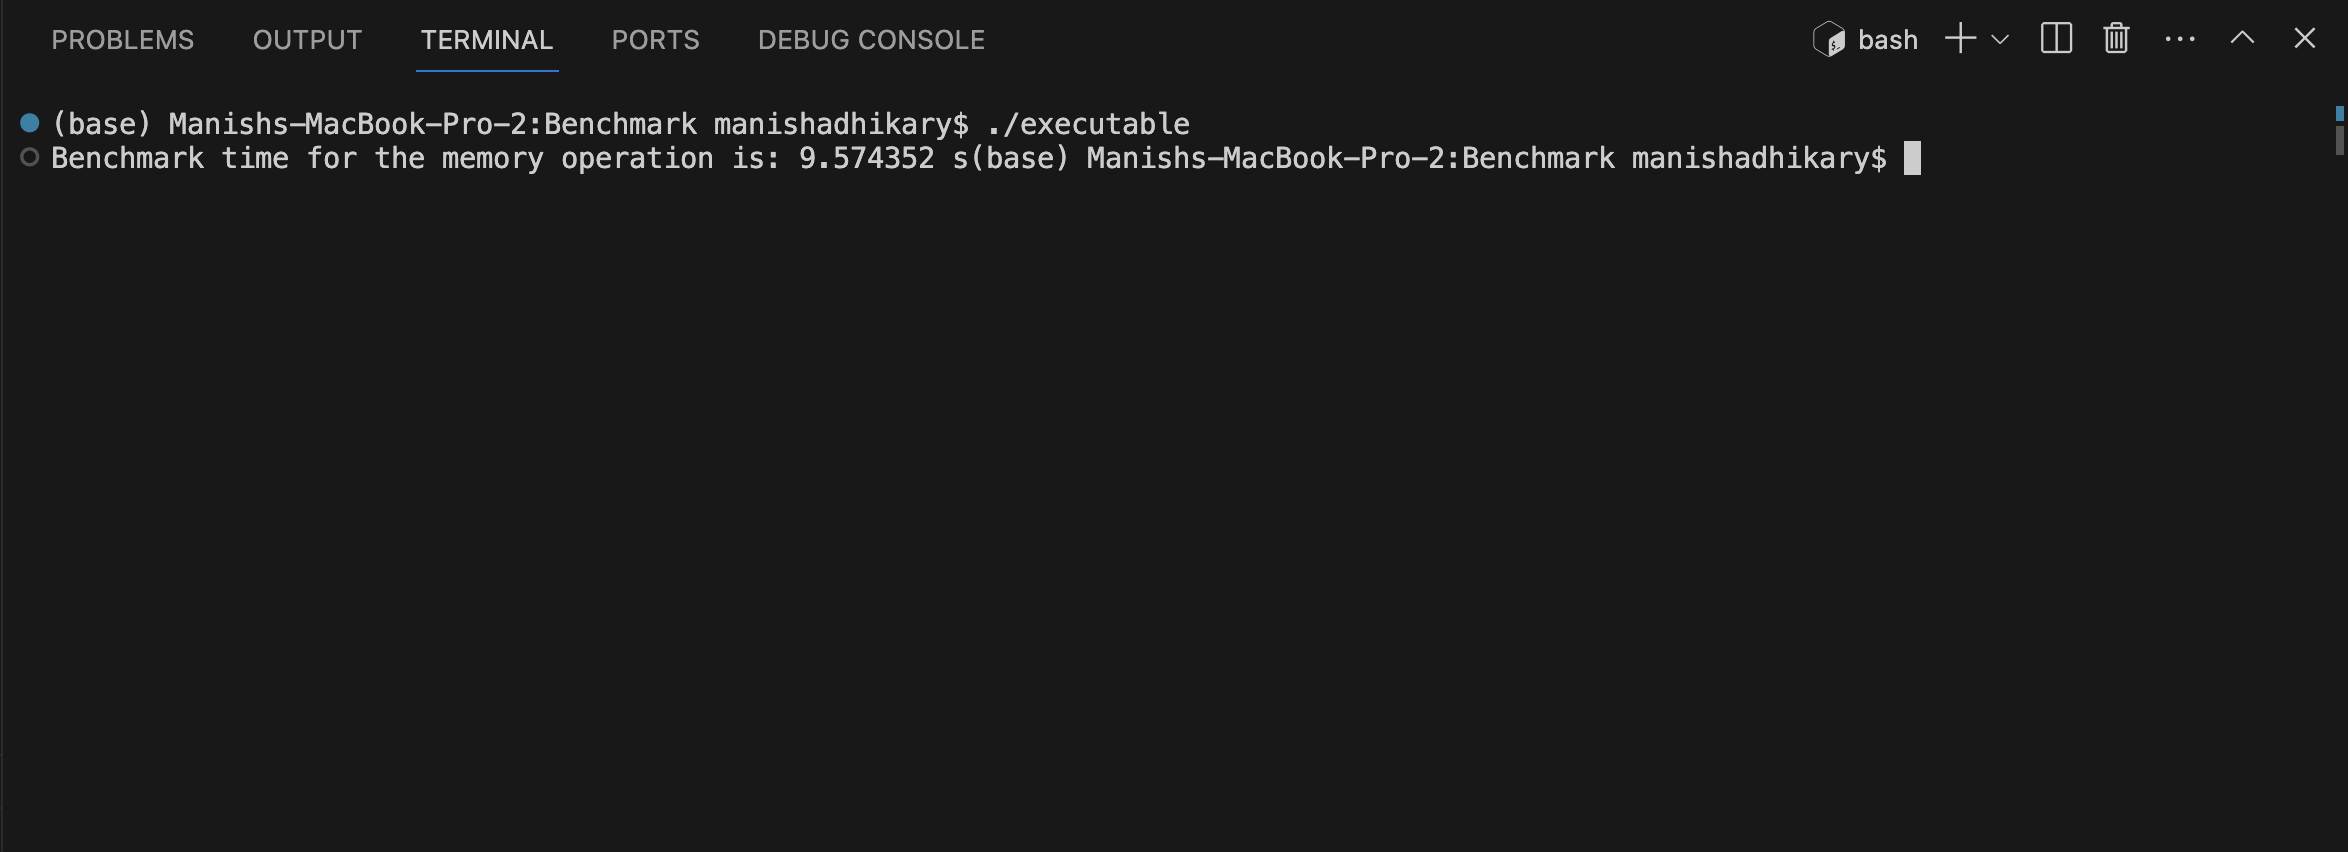 PROBLEMS OUTPUT TERMINAL PORTS DEBUG CONSOLE bash
(base) Manishs-MacBook-Pro-2:Benchmark manishadhikary$ ./executable
Benchmark time for the memory operation is: 9.574352 s(base) Manishs-MacBook-Pro-2:Benchmark manishadhikary$